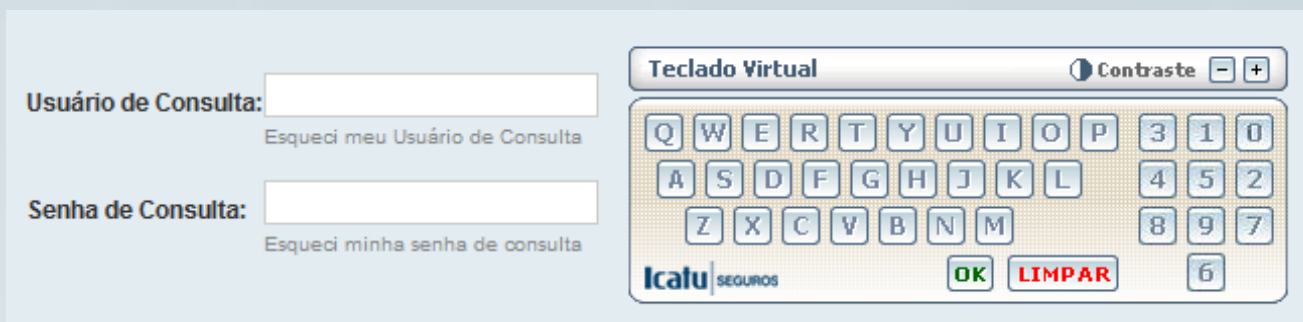 Usuário de Consulta:
Esqueci meu Usuário de Consulta
Senha de Consulta:
Esqueci minha senha de consulta
Teclado Virtual Contraste - +
Q W E R T Y U I O P 3 1 0
A S D F G H J K L 4 5 2
Z X C V B N M 8 9 7
Icatu SEGUROS OK LIMPAR 6